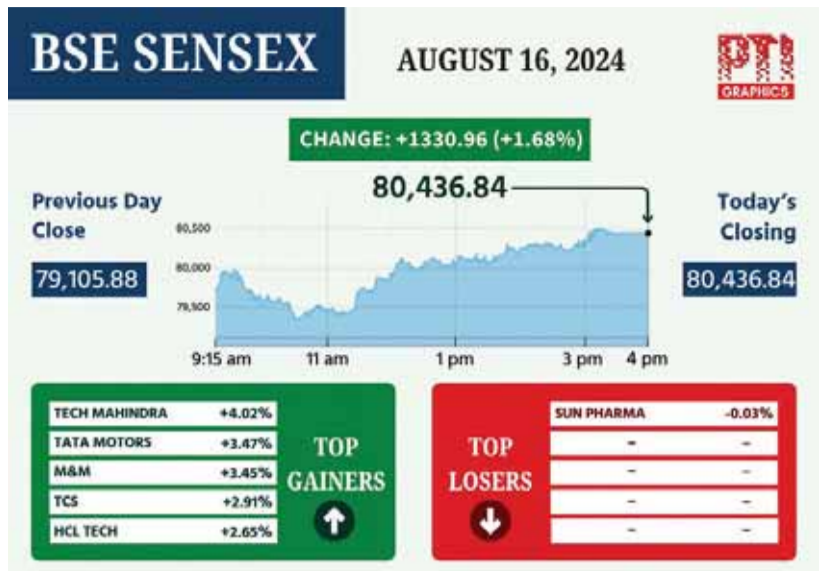 BSE SENSEX
AUGUST 16, 2024
PTI
GRAPHICS
CHANGE: +1330.96 (+1.68%)
80,436.84
Previous Day
Close
79,105.88
Today's
Closing
80,436.84
80,500
80,000
79,500
9:15 am 11 am 1 pm 3 pm 4 pm
TECH MAHINDRA +4.02%
TATA MOTORS +3.47%
M&M +3.45%
TCS +2.91%
HCL TECH +2.65%
TOP
GAINERS
TOP
LOSERS
SUN PHARMA -0.03%
– –
– –
– –
– –